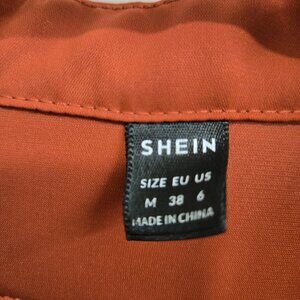 SHEIN
SIZE EU US
M 38 6
MADE IN CHINA